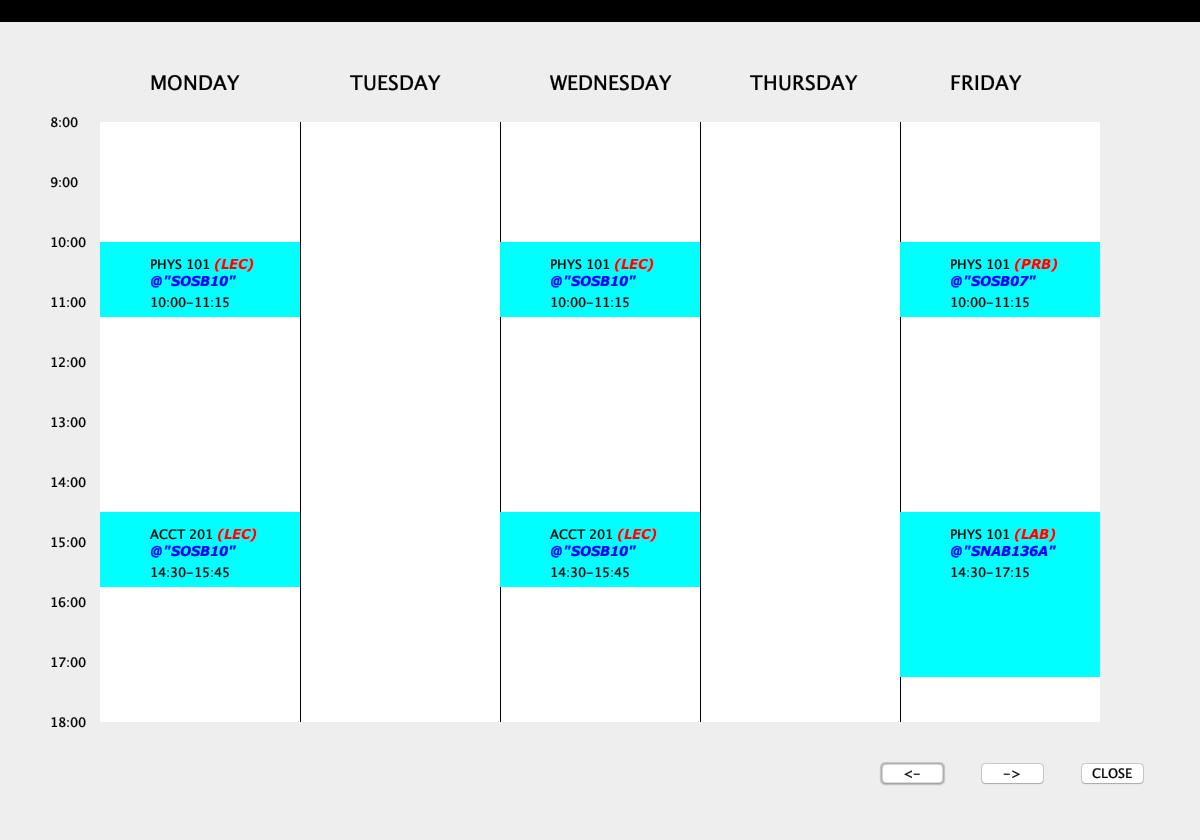 MONDAY TUESDAY WEDNESDAY THURSDAY FRIDAY
8:00
9:00
10:00
PHYS 101 (LEC) PHYS 101 (LEC) PHYS 101 (PRB)
@"SOSB10" @"SOSB10" @"SOSB07"
11:00 10:00-11:15 10:00-11:15 10:00-11:15
12:00
13:00
14:00
ACCT 201 (LEC) ACCT 201 (LEC) PHYS 101 (LAB)
15:00
@"SOSB10" @"SOSB10" @"SNAB136A"
14:30-15:45 14:30-15:45 14:30-17:15
16:00
17:00
18:00
<- -> CLOSE